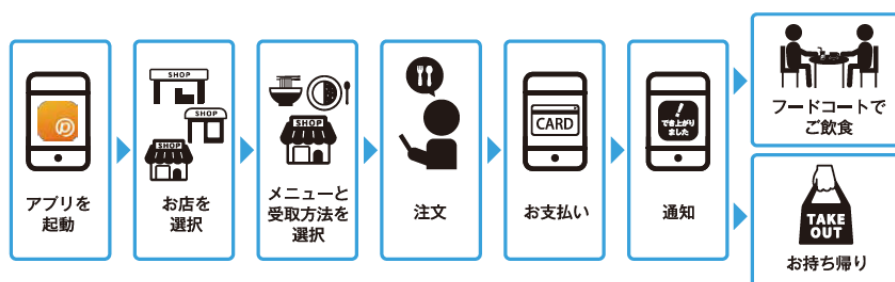 アプリを
起動
SHOP
SHOP
SHOP
お店を
選択
SHOP
メニューと
受取方法を
選択
注文
CARD
お支払い
!
でき上がり
ました
通知
フードコートで
ご飲食
TAKE
OUT
お持ち帰り